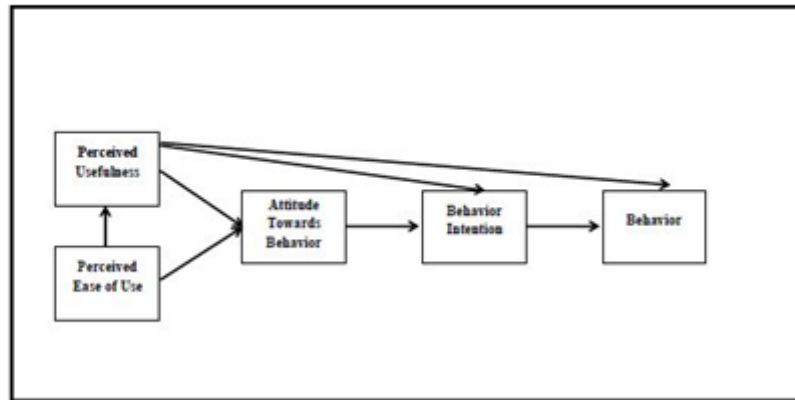 Perceived
Usefulness
Attitude
Towards
Behavior
Behavior
Intention
Behavior
Perceived
Ease of Use